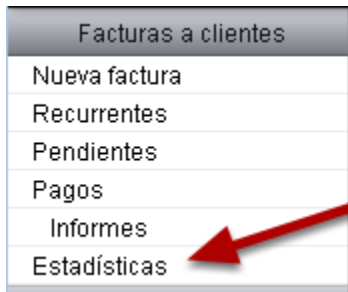 Facturas a clientes
Nueva factura
Recurrentes
Pendientes
Pagos
Informes
Estadísticas